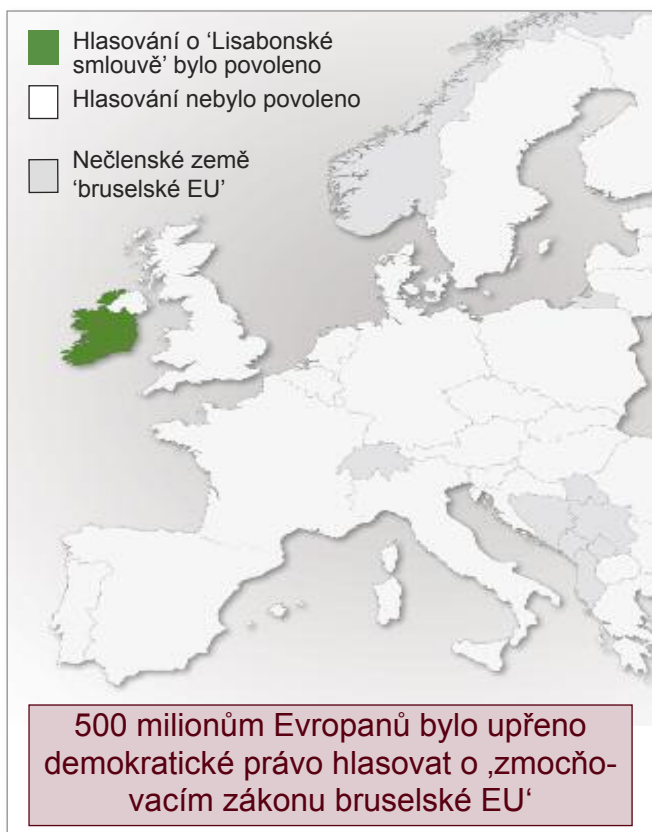 Hlasování o ‘Lisabonské
smlouvě’ bylo povoleno
Hlasování nebylo povoleno
Nečlenské země
‘bruselské EU’
500 milionům Evropanů bylo upřeno
demokratické právo hlasovat o ‚zmocňo-
vacím zákonu bruselské EU‘